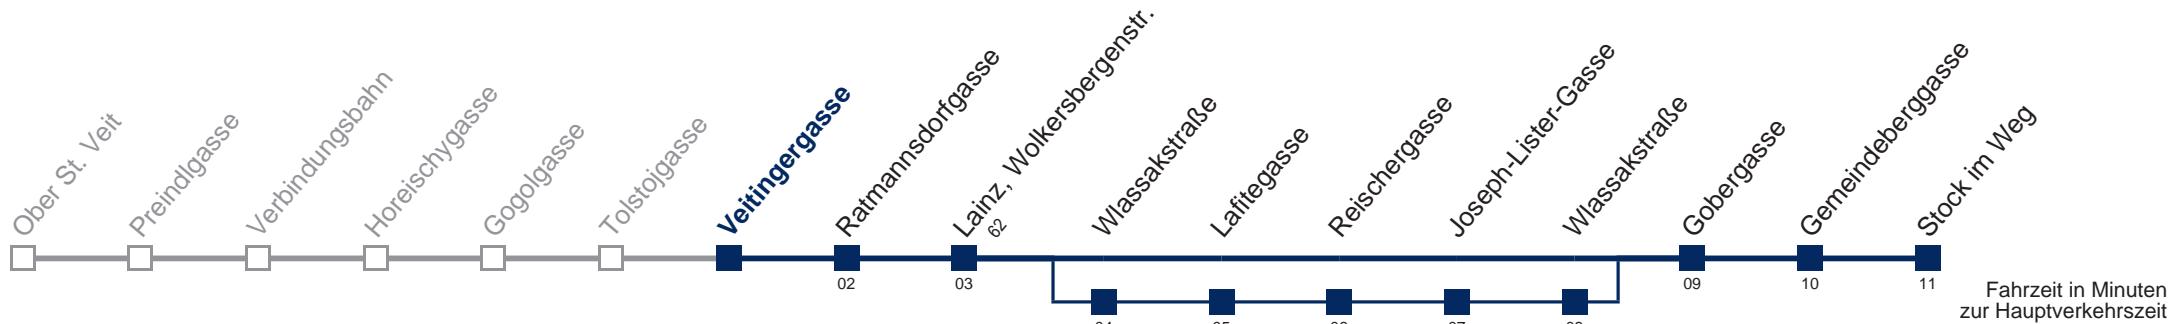 Ober St. Veit
Preindlgasse
Verbindungsbahn
Horeischygasse
Gogolgasse
Tolstojgasse
Veitingergasse
Ratmannsdorfgasse
Lainz, Wolkersbergenstr.
62
Wlassakstraße
Lafitegasse
Reischergasse
Joseph-Lister-Gasse
Wlassakstraße
Gobergasse
Gemeindeberggasse
Stock im Weg
02
03
09
10
11
Fahrzeit in Minuten
zur Hauptverkehrszeit